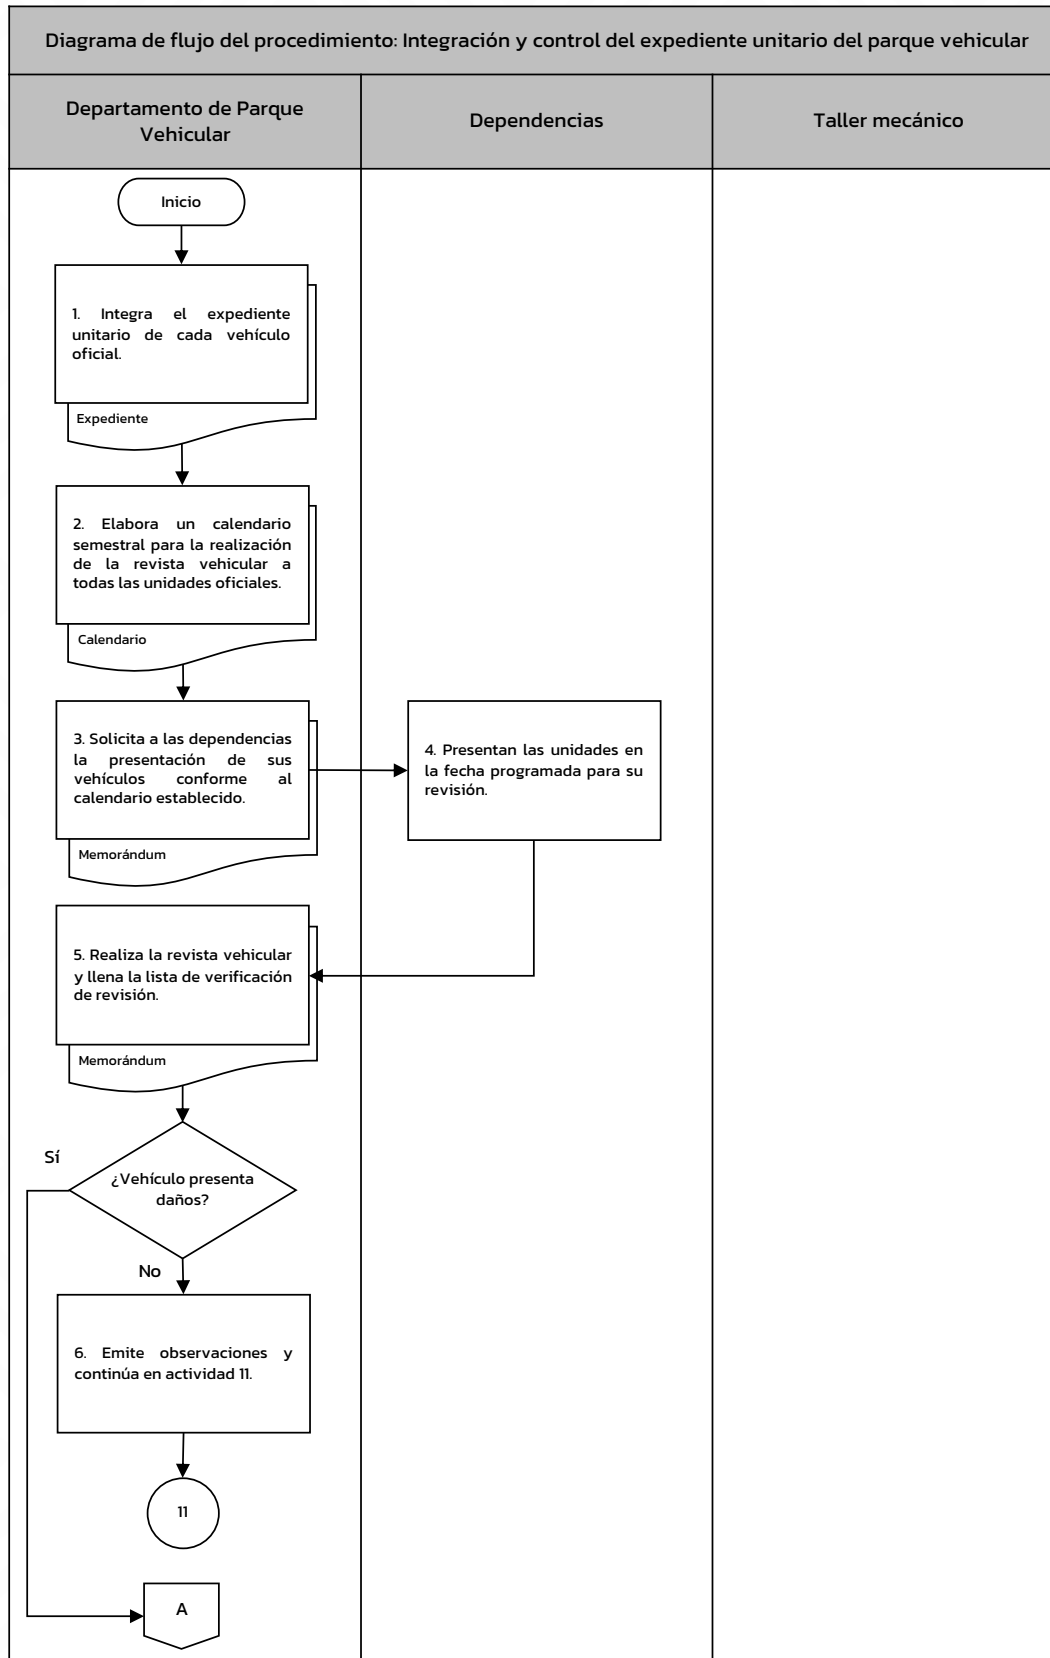 Diagrama de flujo del procedimiento: Integración y control del expediente unitario del parque vehicular
Departamento de Parque
Vehicular
Dependencias
Taller mecánico
Inicio
1. Integra el expediente
unitario de cada vehículo
oficial.
Expediente
2. Elabora un calendario
semestral para la realización
de la revista vehicular a
todas las unidades oficiales.
Calendario
3. Solicita a las dependencias
la presentación de sus
vehículos conforme al
calendario establecido.
Memorándum
4. Presentan las unidades en
la fecha programada para su
revisión.
5. Realiza la revista vehicular
y llena la lista de verificación
de revisión.
Memorándum
¿Vehículo presenta
daños?
Sí
No
6. Emite observaciones y
continúa en actividad 11.
11
A